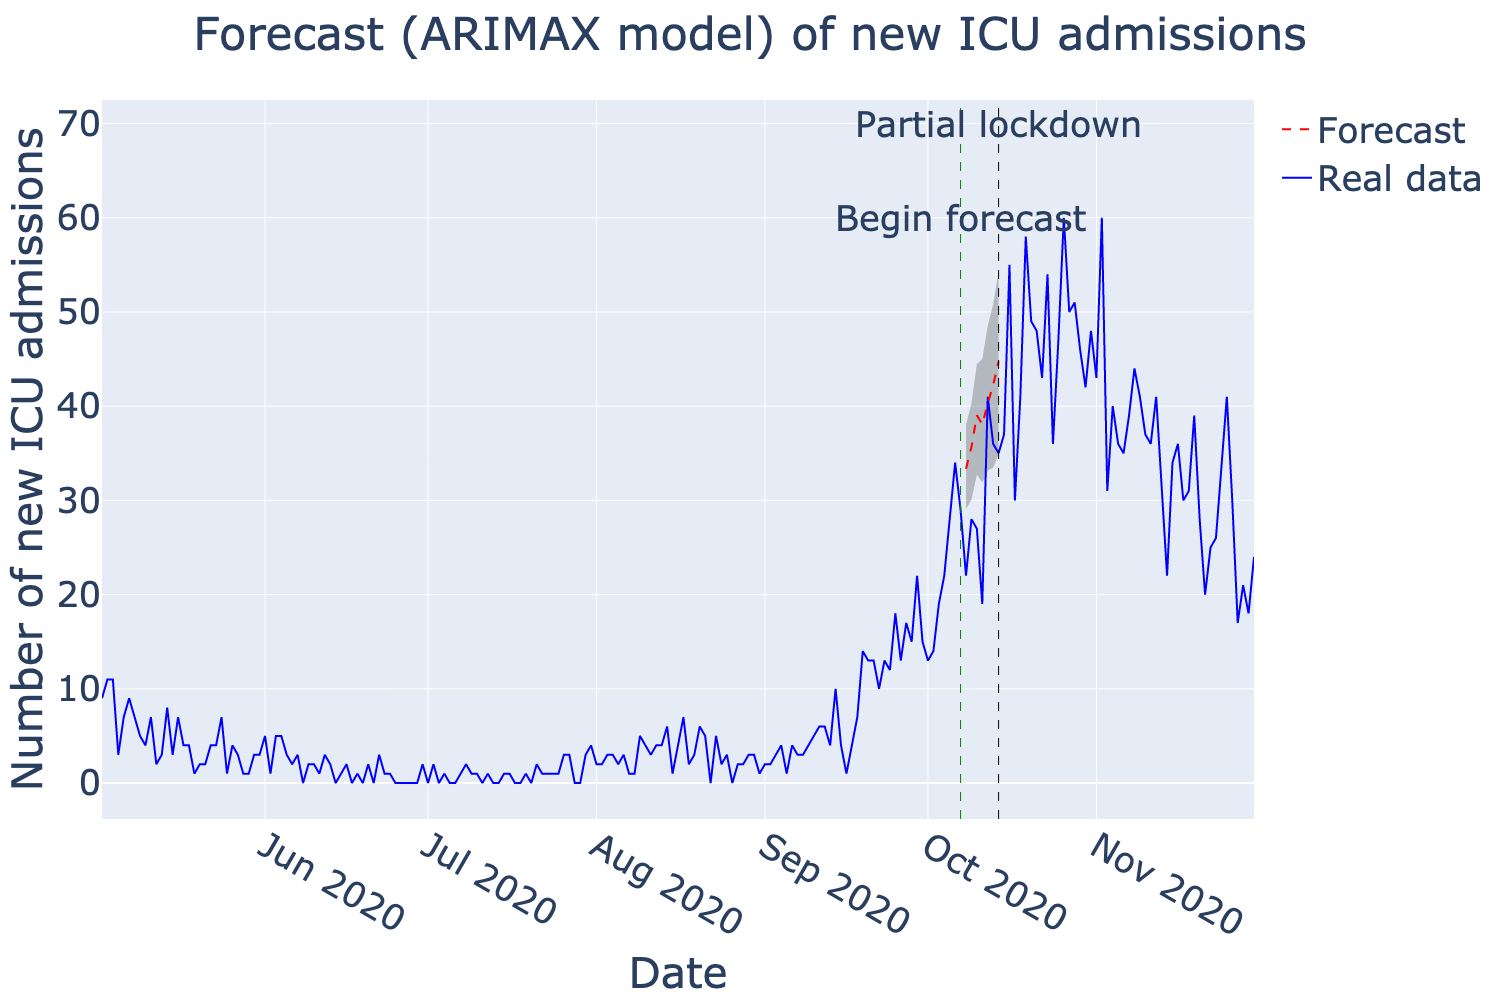 Forecast (ARIMAX model) of new ICU admissions
Partial lockdown
Begin forecast
Forecast
Real data
Number of new ICU admissions
70
60
50
40
30
20
10
0
Jun 2020
Jul 2020
Aug 2020
Sep 2020
Oct 2020
Nov 2020
Date